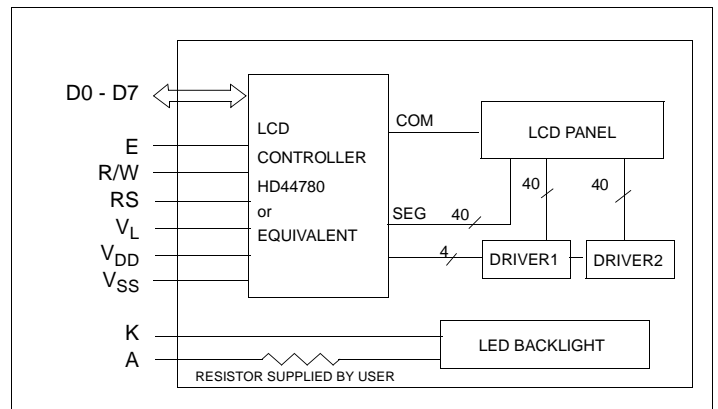 D0 - D7
E
R/W
RS
VL
VDD
VSS
K
A
LCD
CONTROLLER
HD44780
or
EQUIVALENT
COM
SEG
40
4
LCD PANEL
40
40
DRIVER1
DRIVER2
LED BACKLIGHT
RESISTOR SUPPLIED BY USER